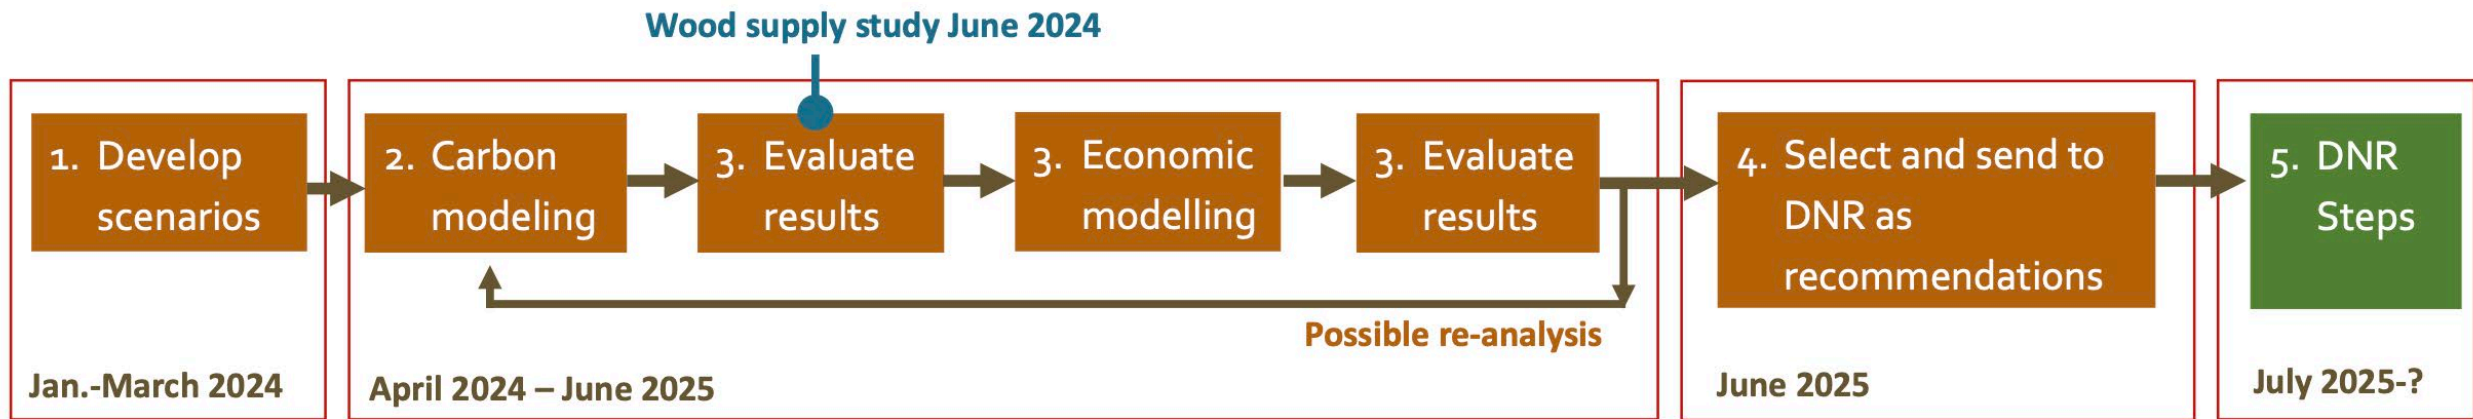 Wood supply study June 2024
1. Develop
scenarios
2. Carbon
modeling
3. Evaluate
results
3. Economic
modelling
3. Evaluate
results
4. Select and send to
DNR as
recommendations
5. DNR
Steps
Possible re-analysis
Jan.-March 2024
April 2024 – June 2025
June 2025
July 2025-?